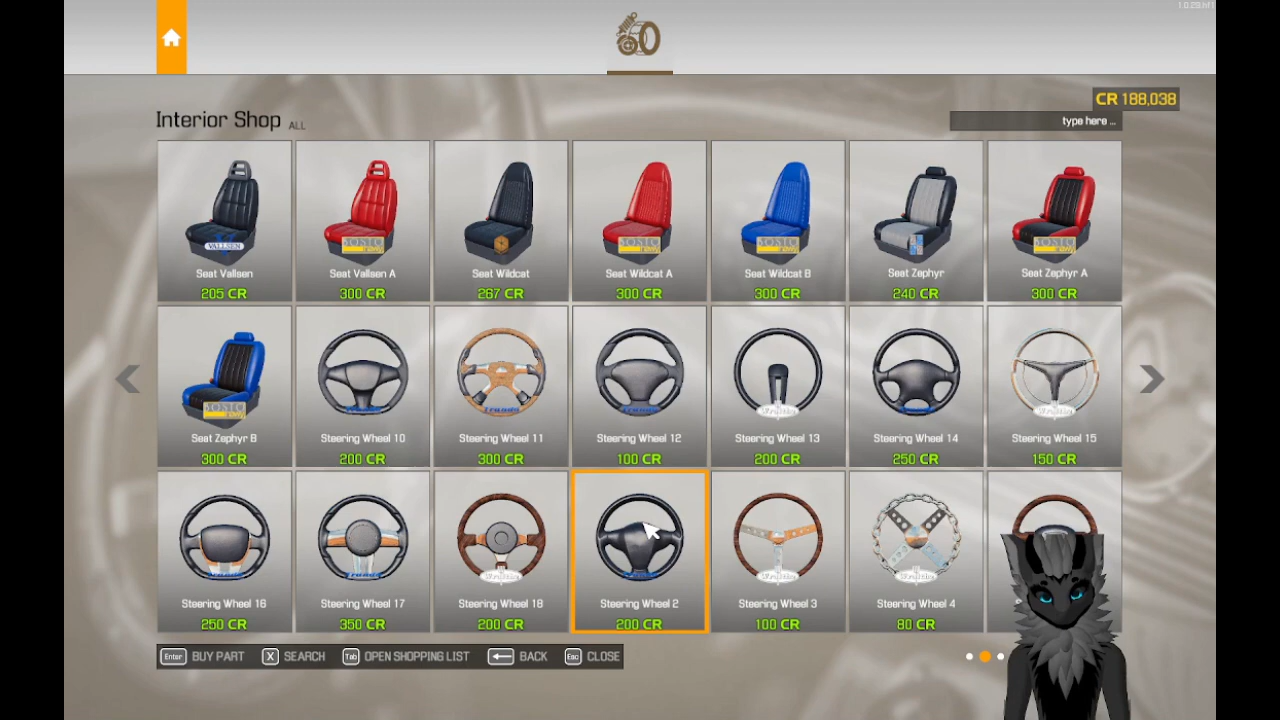 1.0.29.hf1
CR 188,038
Interior Shop ALL
type here ...
VALLSEN
Seat Vallsen
205 CR
Seat Vallsen A
300 CR
Seat Wildcat
267 CR
Seat Wildcat A
300 CR
Seat Wildcat B
300 CR
Seat Zephyr
240 CR
Seat Zephyr A
300 CR
Seat Zephyr B
300 CR
Steering Wheel 10
200 CR
Steering Wheel 11
300 CR
Steering Wheel 12
100 CR
Steering Wheel 13
200 CR
Steering Wheel 14
250 CR
Steering Wheel 15
150 CR
Steering Wheel 16
250 CR
Steering Wheel 17
350 CR
Steering Wheel 18
200 CR
Steering Wheel 2
200 CR
Steering Wheel 3
100 CR
Steering Wheel 4
80 CR
Enter BUY PART X SEARCH Tab OPEN SHOPPING LIST BACK Esc CLOSE